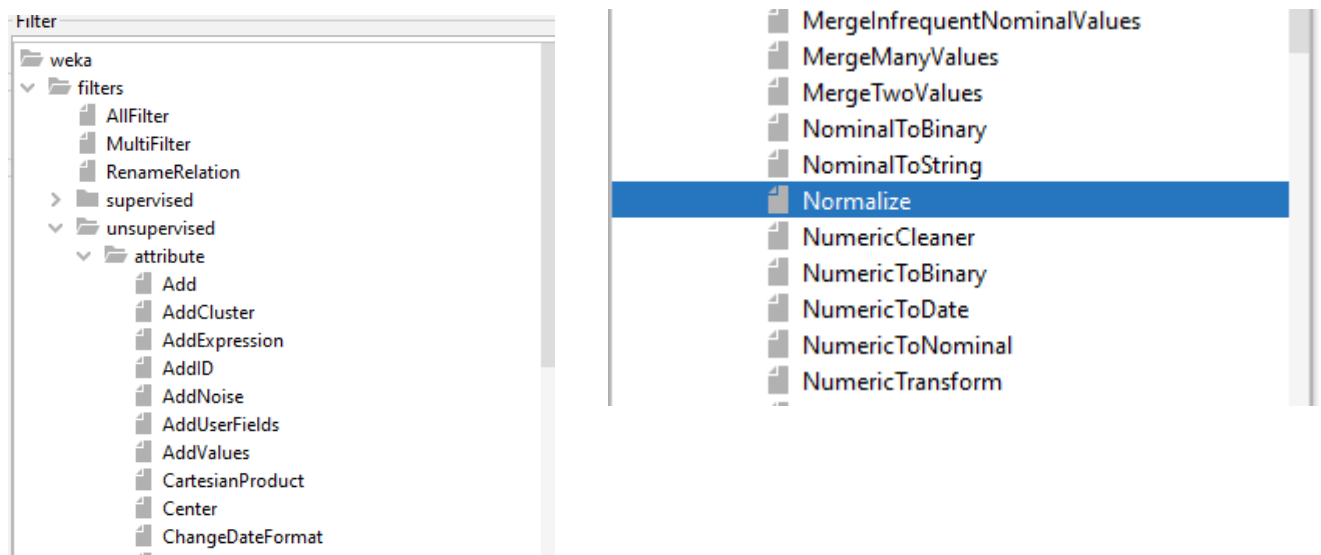 Filter
weka
filters
AllFilter
MultiFilter
RenameRelation
supervised
unsupervised
attribute
Add
AddCluster
AddExpression
AddID
AddNoise
AddUserFields
AddValues
CartesianProduct
Center
ChangeDateFormat
MergeInfrequentNominalValues
MergeManyValues
MergeTwoValues
NominalToBinary
NominalToString
Normalize
NumericCleaner
NumericToBinary
NumericToDate
NumericToNominal
NumericTransform